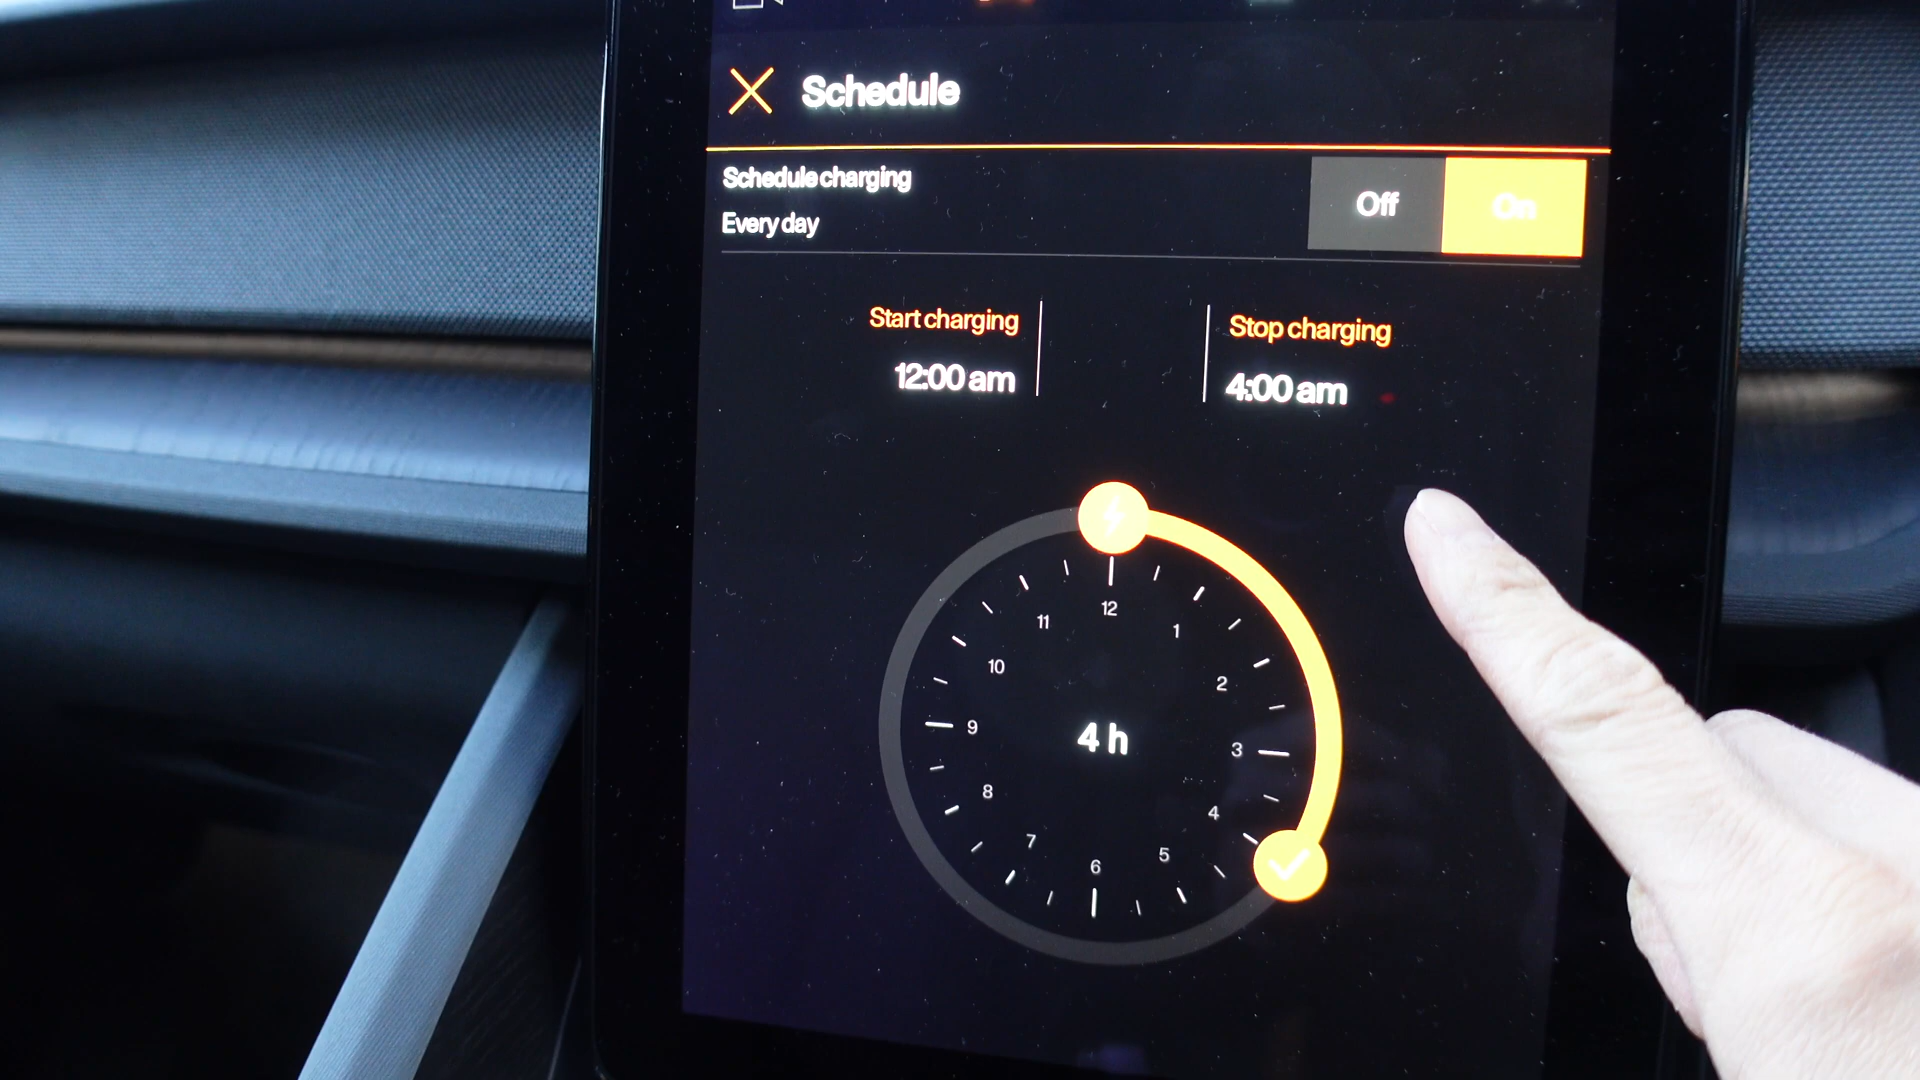 Schedule
Schedule charging
Every day
Off
On
Start charging
12:00 am
Stop charging
4:00 am
12
1
2
3
4
5
6
7
8
9
10
11
4 h